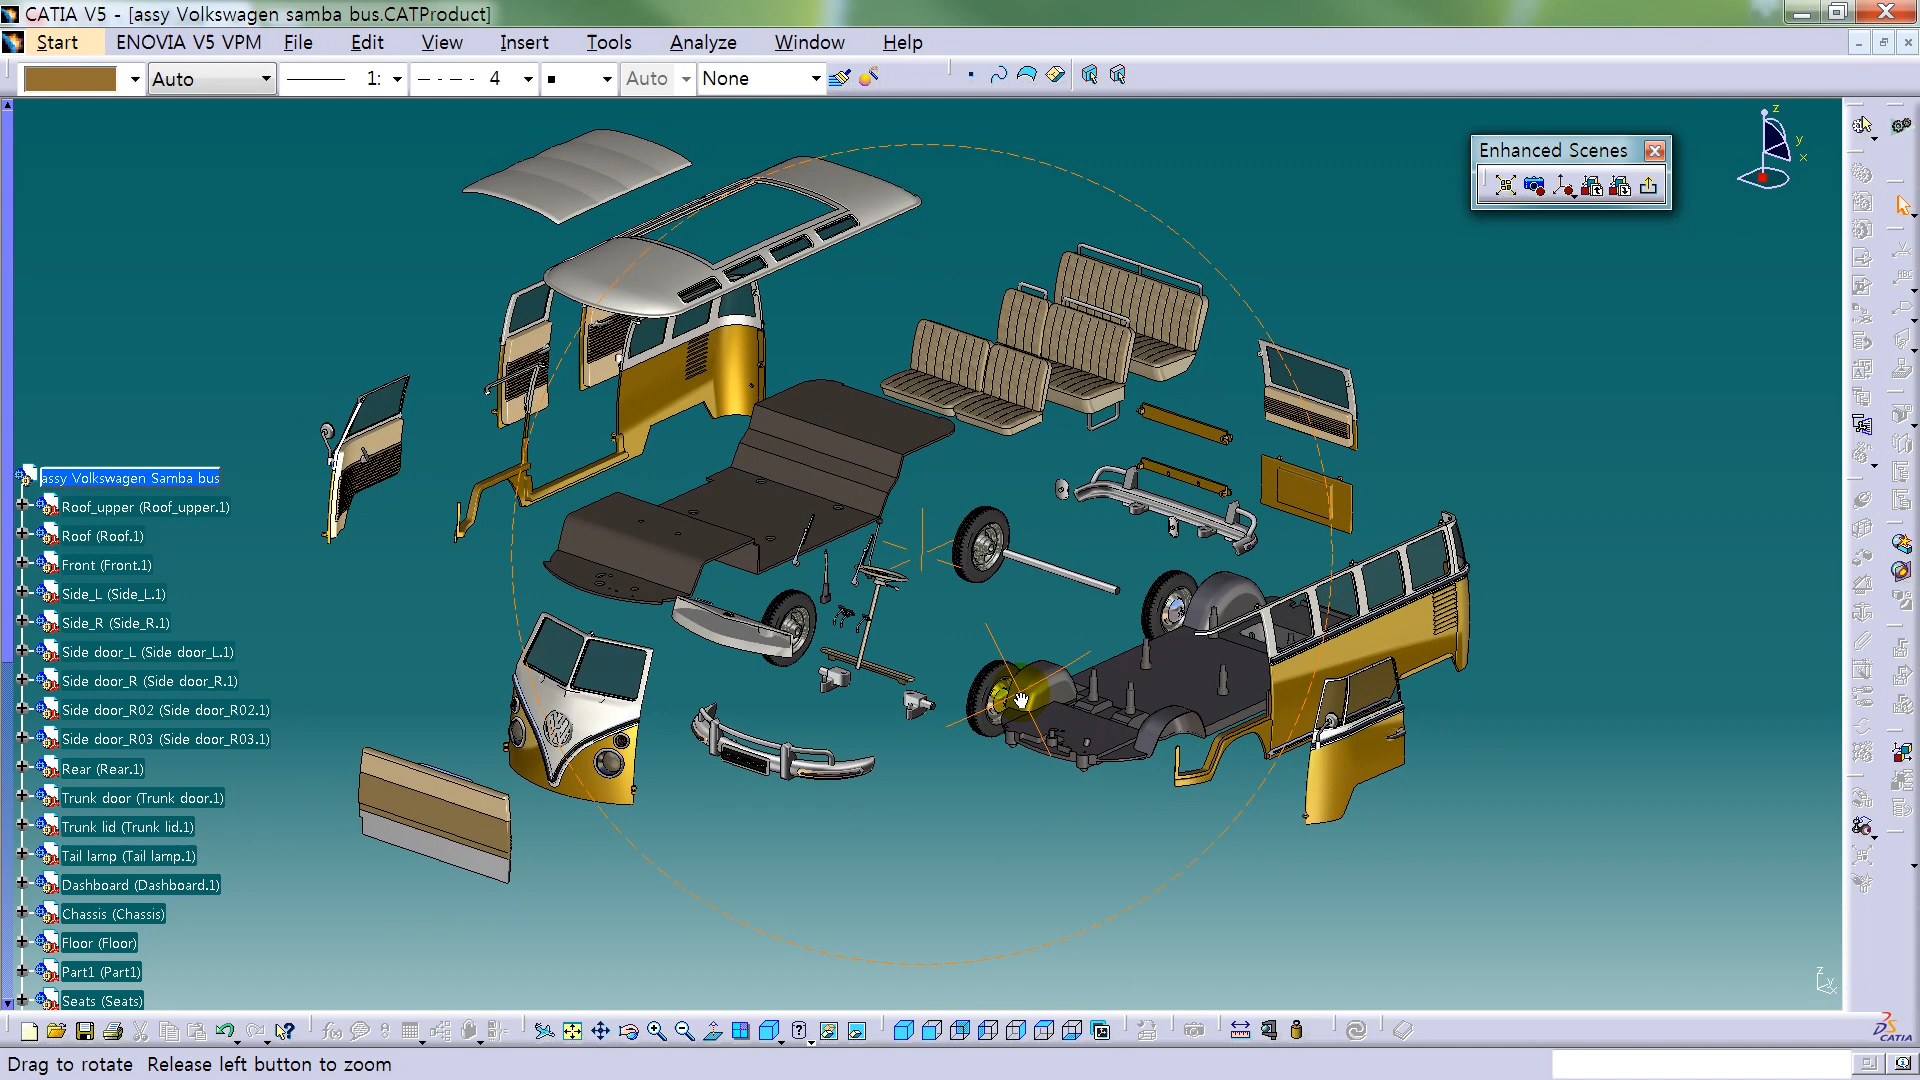 CATIA V5 - [assy Volkswagen samba bus.CATProduct]
Start ENOVIA V5 VPM File Edit View Insert Tools Analyze Window Help
Auto 1: 4 Auto None
Enhanced Scenes
z
y
x
assy Volkswagen Samba bus
Roof_upper (Roof_upper.1)
Roof (Roof.1)
Front (Front.1)
Side_L (Side_L.1)
Side_R (Side_R.1)
Side door_L (Side door_L.1)
Side door_R (Side door_R.1)
Side door_R02 (Side door_R02.1)
Side door_R03 (Side door_R03.1)
Rear (Rear.1)
Trunk door (Trunk door.1)
Trunk lid (Trunk lid.1)
Tail lamp (Tail lamp.1)
Dashboard (Dashboard.1)
Chassis (Chassis)
Floor (Floor)
Part1 (Part1)
Seats (Seats)
ABC
z
y
x
f(x)
CATIA
Drag to rotate Release left button to zoom